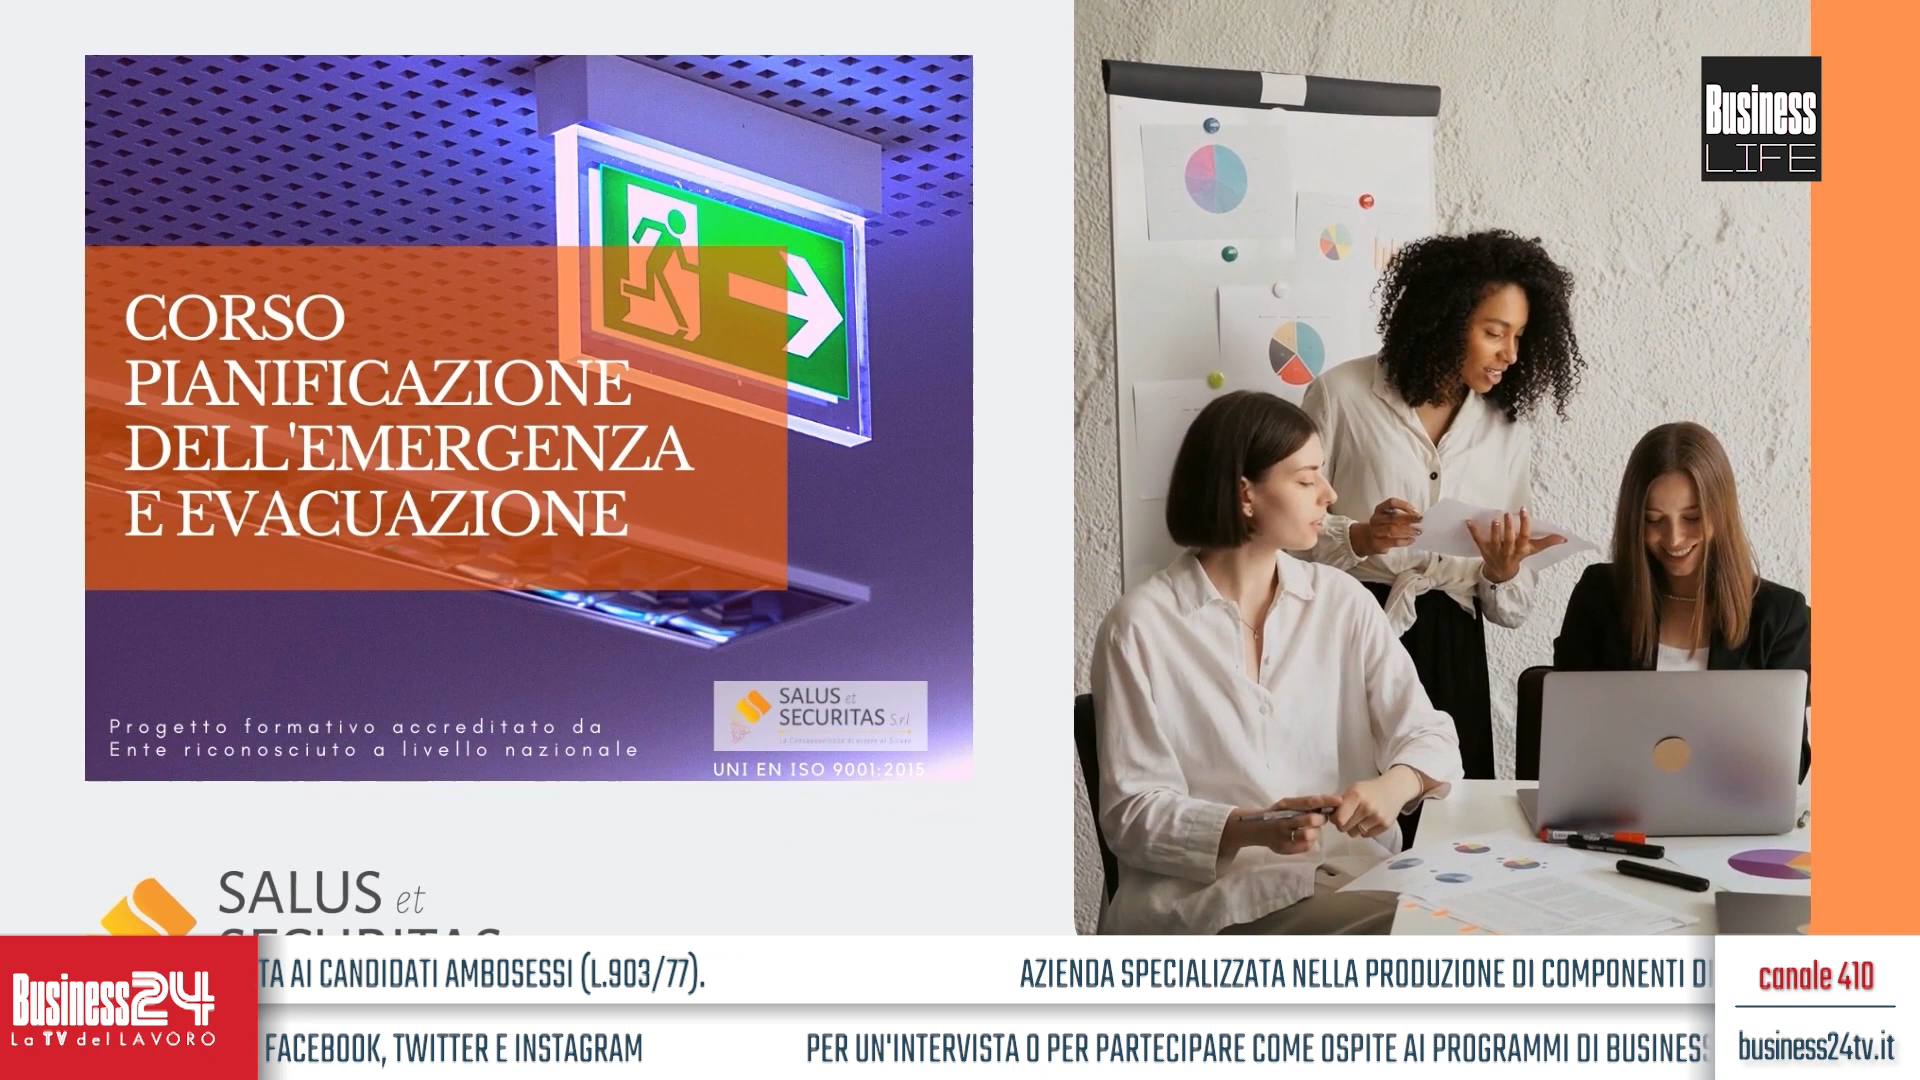 CORSO
PIANIFICAZIONE
DELL'EMERGENZA
E EVACUAZIONE
Progetto formativo accreditato da
Ente riconosciuto a livello nazionale
SALUS et
SECURITAS S.r.l.
UNI EN ISO 9001:2015
Business
LIFE
SALUS et
SECURITAS
Business24
La TV del LAVORO
TA AI CANDIDATI AMBOSESSI (L.903/77).
AZIENDA SPECIALIZZATA NELLA PRODUZIONE DI COMPONENTI DI
FACEBOOK, TWITTER E INSTAGRAM
PER UN'INTERVISTA O PER PARTECIPARE COME OSPITE AI PROGRAMMI DI BUSINESS
canale 410
business24tv.it